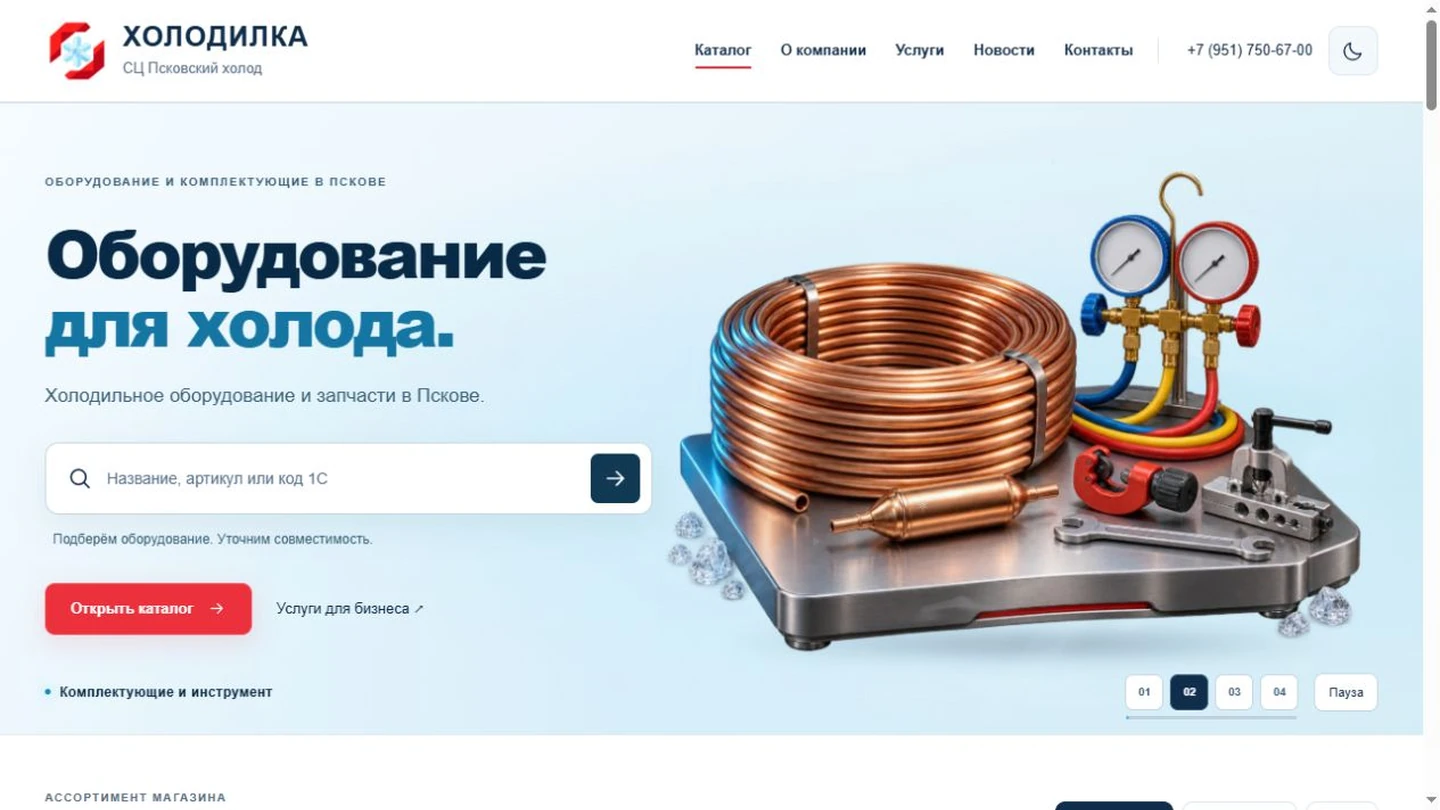 ХОЛОДИЛКА
СЦ Псковский холод
Каталог
О компании
Услуги
Новости
Контакты
+7 (951) 750-67-00
ОБОРУДОВАНИЕ И КОМПЛЕКТУЮЩИЕ В ПСКОВЕ
Оборудование
для холода.
Холодильное оборудование и запчасти в Пскове.
Название, артикул или код 1С
Подберём оборудование. Уточним совместимость.
Открыть каталог →
Услуги для бизнеса ↗
Комплектующие и инструмент
01
02
03
04
Пауза
АССОРТИМЕНТ МАГАЗИНА